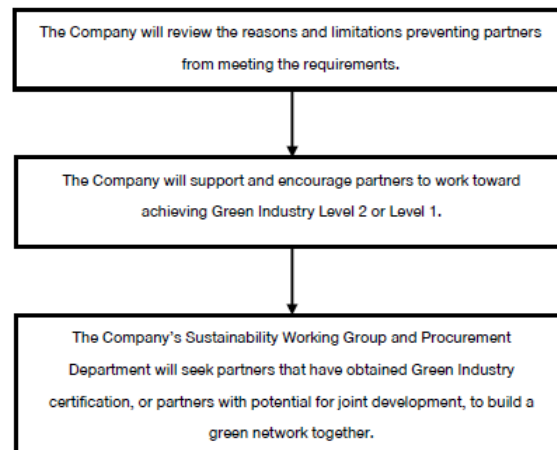 The Company will review the reasons and limitations preventing partners
from meeting the requirements.
The Company will support and encourage partners to work toward
achieving Green Industry Level 2 or Level 1.
The Company's Sustainability Working Group and Procurement
Department will seek partners that have obtained Green Industry
certification, or partners with potential for joint development, to build a
green network together.